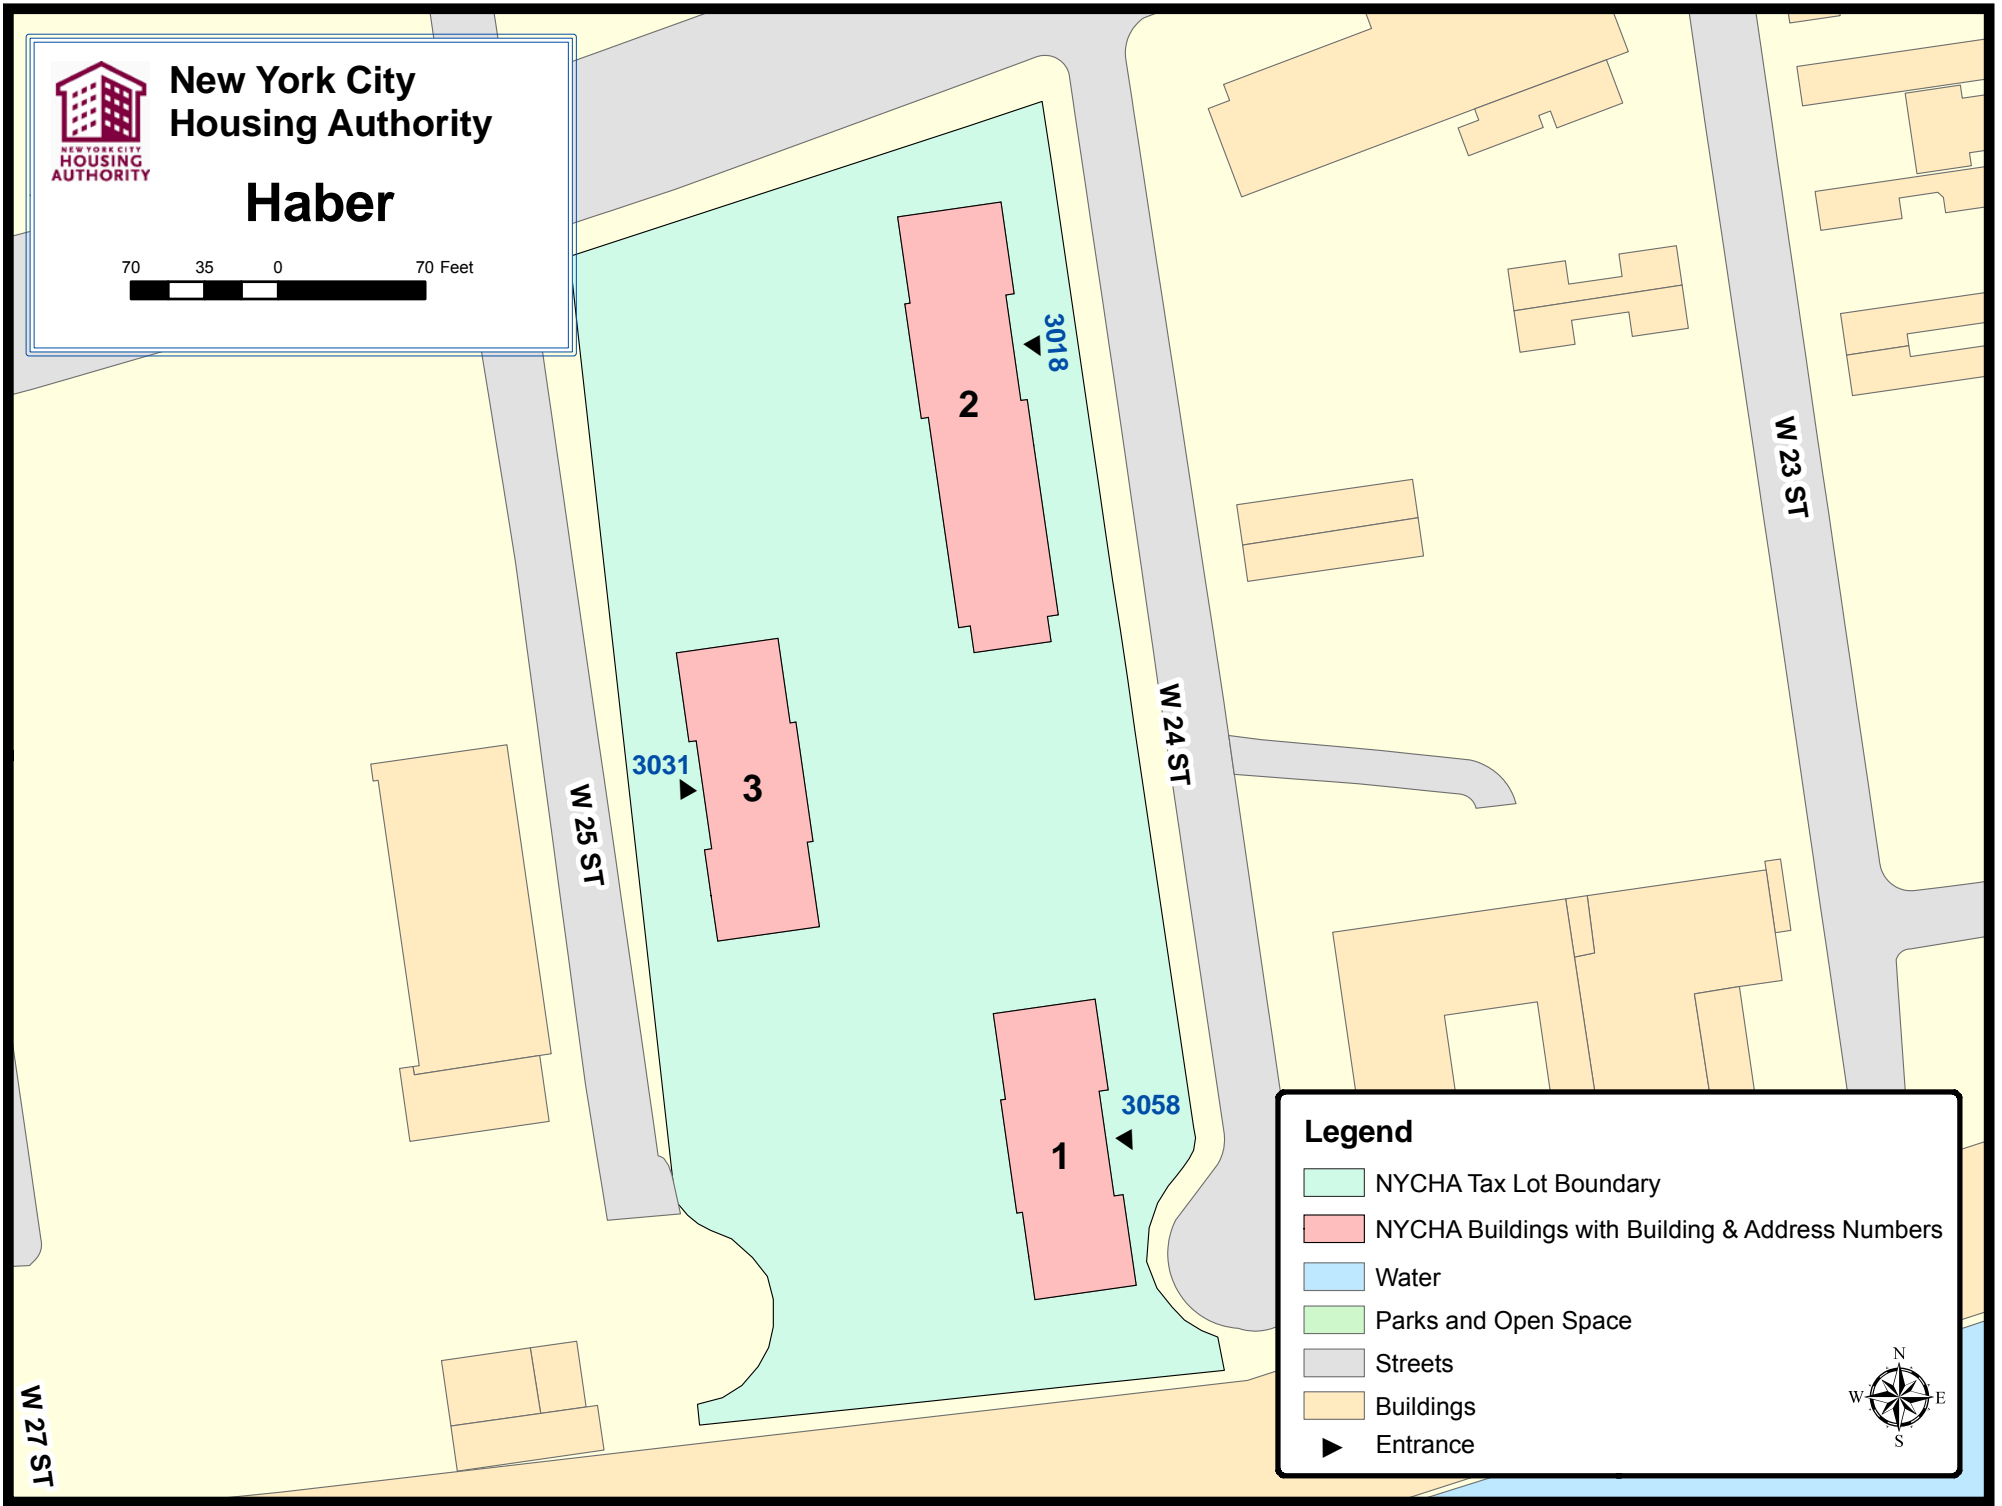 New York City
Housing Authority
NEW YORK CITY
HOUSING
AUTHORITY
Haber
70 35 0 70 Feet
3018
2
W 23 ST
W 24 ST
3031
3
W 25 ST
3058
1
W 27 ST
Legend
NYCHA Tax Lot Boundary
NYCHA Buildings with Building & Address Numbers
Water
Parks and Open Space
Streets
Buildings
Entrance
N
W E
S